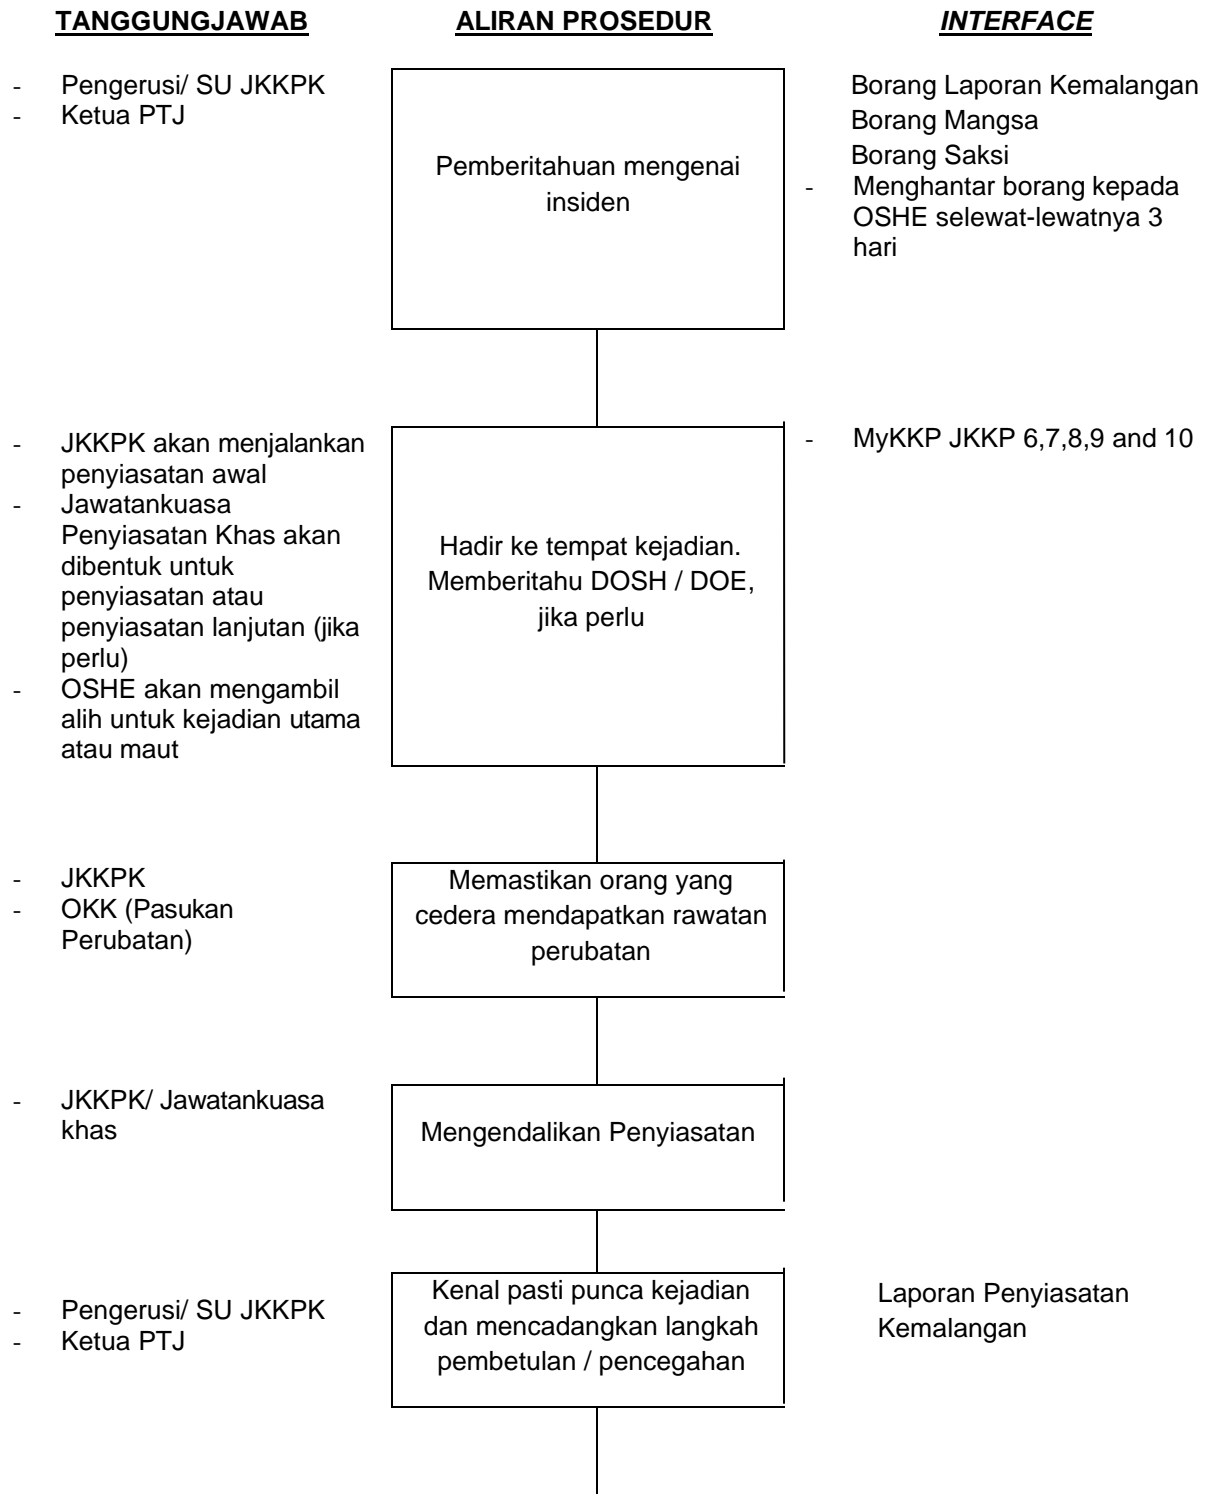 TANGGUNGJAWAB ALIRAN PROSEDUR INTERFACE
- Pengerusi/ SU JKKPK
- Ketua PTJ
Pemberitahuan mengenai
insiden
Borang Laporan Kemalangan
Borang Mangsa
Borang Saksi
- Menghantar borang kepada
OSHE selewat-lewatnya 3
hari
- JKKPK akan menjalankan
penyiasatan awal
- Jawatankuasa
Penyiasatan Khas akan
dibentuk untuk
penyiasatan atau
penyiasatan lanjutan (jika
perlu)
- OSHE akan mengambil
alih untuk kejadian utama
atau maut
Hadir ke tempat kejadian.
Memberitahu DOSH / DOE,
jika perlu
- MyKKP JKKP 6,7,8,9 and 10
- JKKPK
- OKK (Pasukan
Perubatan)
Memastikan orang yang
cedera mendapatkan rawatan
perubatan
- JKKPK/ Jawatankuasa
khas
Mengendalikan Penyiasatan
- Pengerusi/ SU JKKPK
- Ketua PTJ
Kenal pasti punca kejadian
dan mencadangkan langkah
pembetulan / pencegahan
Laporan Penyiasatan
Kemalangan